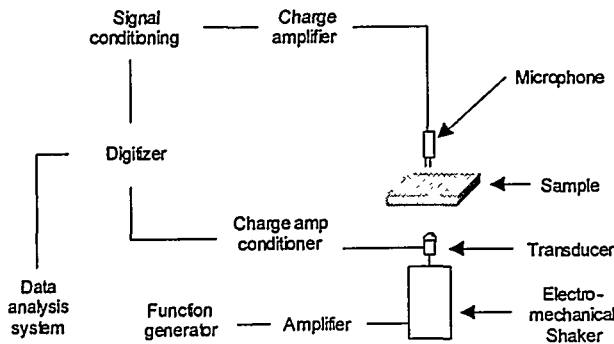 Signal
conditioning
Charge
amplifier
Microphone
Digitizer
Sample
Charge amp
conditioner
Transducer
Data
analysis
system
Function
generator
Amplifier
Electro-
mechanical
Shaker